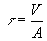 r = V/A